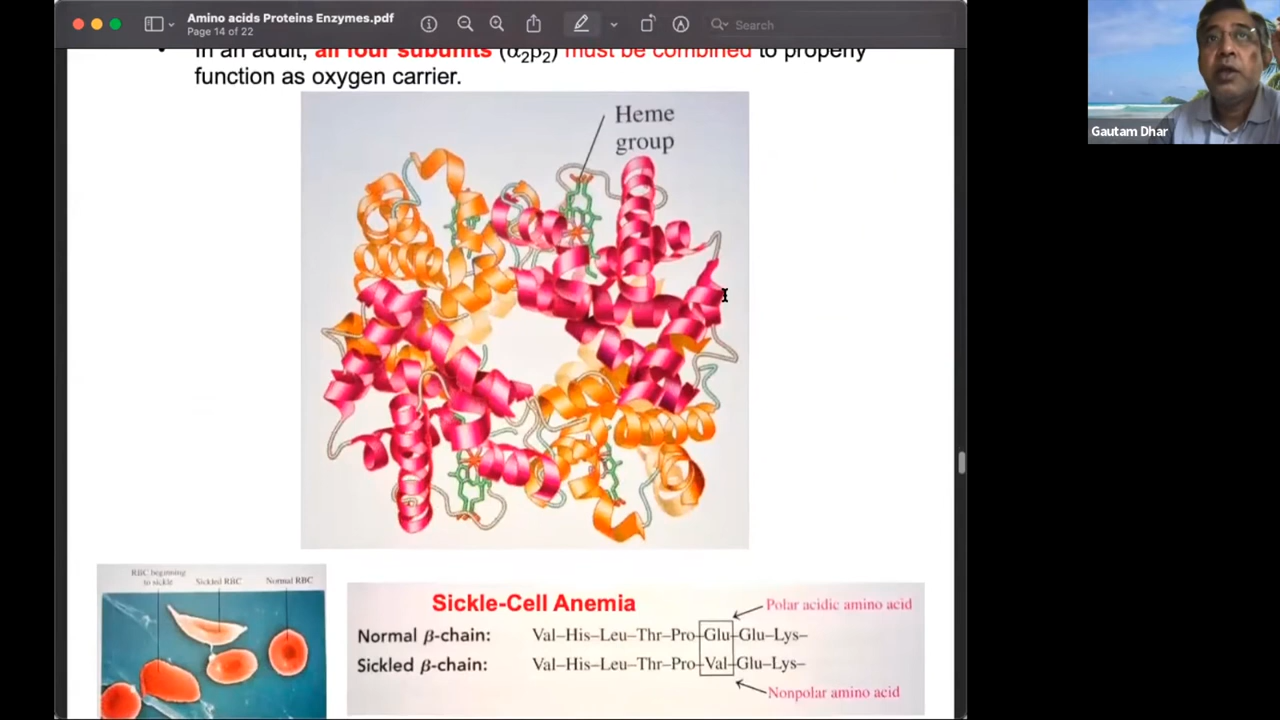 Amino acids Proteins Enzymes.pdf
Page 14 of 22
Search
Gautam Dhar
In an adult, all four subunits (α₂β₂) must be combined to properly
function as oxygen carrier.
Heme
group
RBC beginning
to sickle
Sickled RBC
Normal RBC
Sickle-Cell Anemia
Polar acidic amino acid
Normal β-chain: Val–His–Leu–Thr–Pro–Glu–Glu–Lys–
Sickled β-chain: Val–His–Leu–Thr–Pro–Val–Glu–Lys–
Nonpolar amino acid